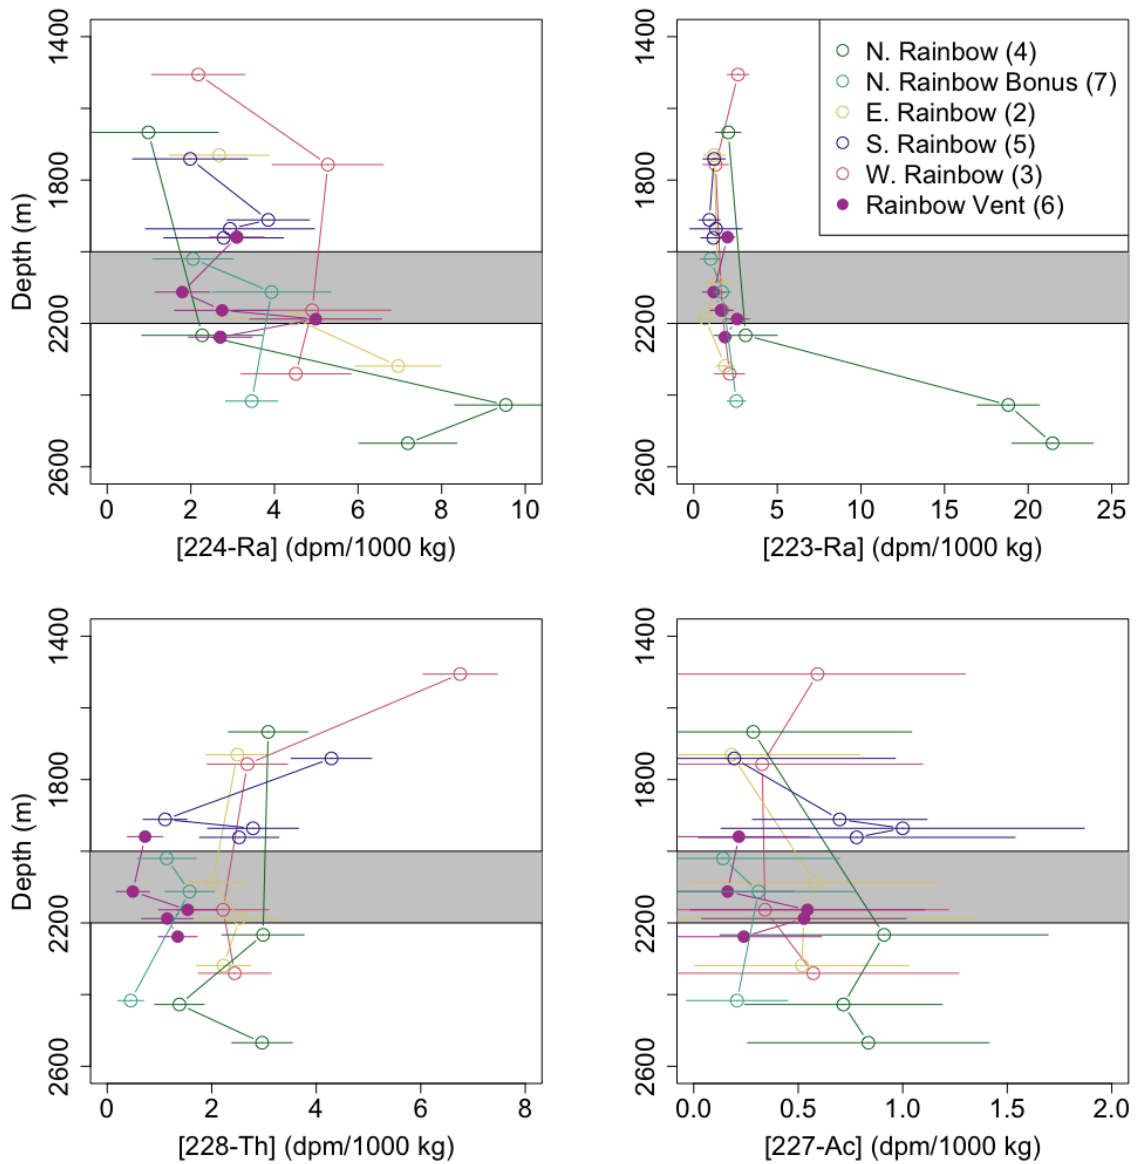 1400
1800
2200
2600
Depth (m)
0 2 4 6 8 10
[224-Ra] (dpm/1000 kg)
1400
1800
2200
2600
N. Rainbow (4)
N. Rainbow Bonus (7)
E. Rainbow (2)
S. Rainbow (5)
W. Rainbow (3)
Rainbow Vent (6)
0 5 10 15 20 25
[223-Ra] (dpm/1000 kg)
1400
1800
2200
2600
Depth (m)
0 2 4 6 8
[228-Th] (dpm/1000 kg)
1400
1800
2200
2600
0.0 0.5 1.0 1.5 2.0
[227-Ac] (dpm/1000 kg)